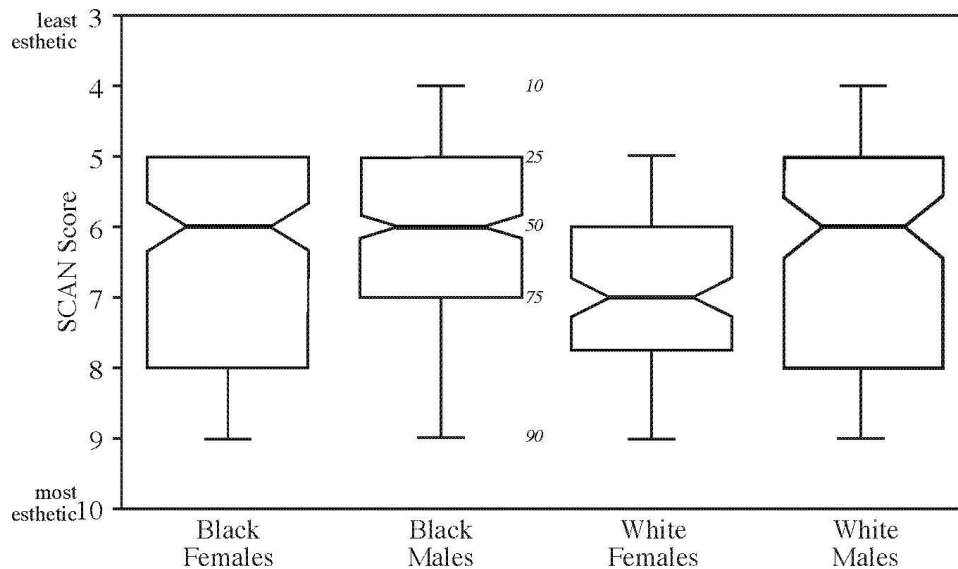 least
esthetic
3
4
5
6
7
8
9
10
most
esthetic
SCAN Score
10
25
50
75
90
Black
Females
Black
Males
White
Females
White
Males